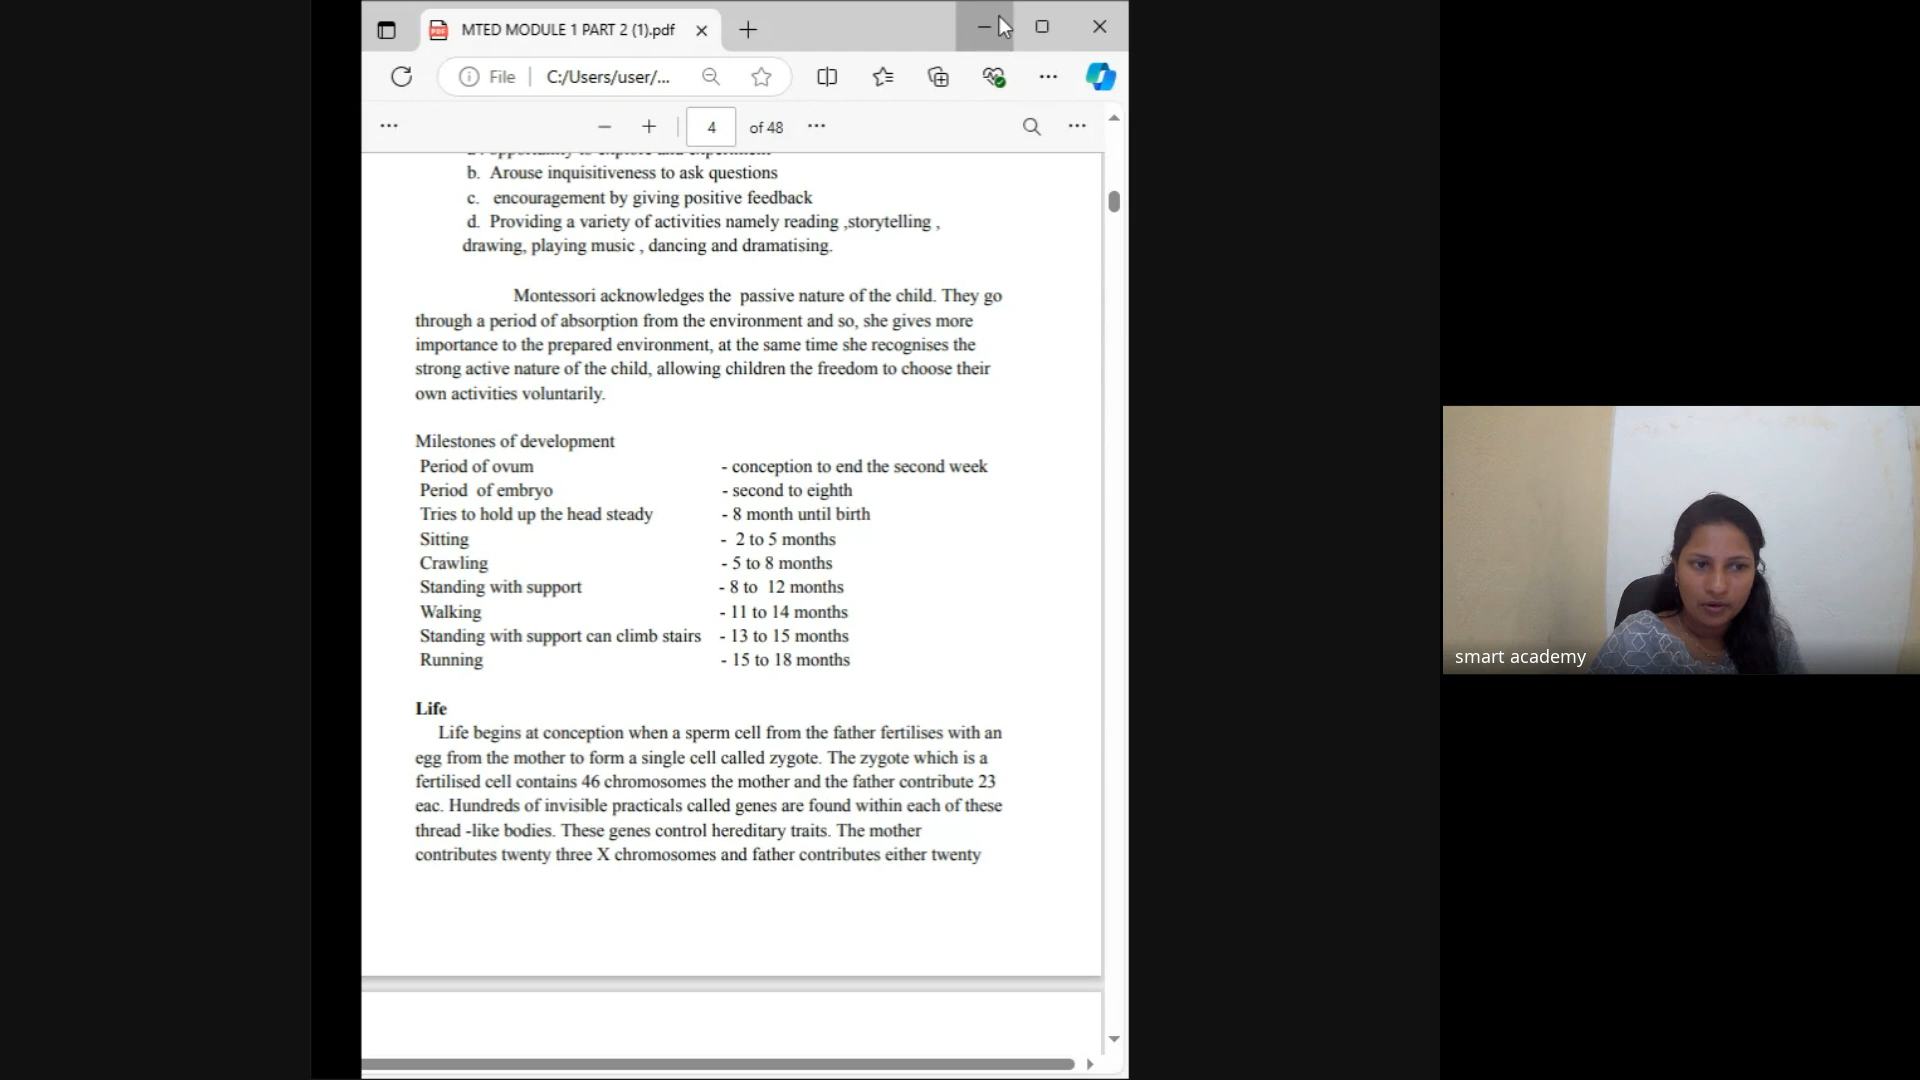 MTED MODULE 1 PART 2 (1).pdf
File
C:/Users/user/...
4 of 48
b. Arouse inquisitiveness to ask questions
c. encouragement by giving positive feedback
d. Providing a variety of activities namely reading ,storytelling ,
drawing, playing music , dancing and dramatising.
Montessori acknowledges the passive nature of the child. They go
through a period of absorption from the environment and so, she gives more
importance to the prepared environment, at the same time she recognises the
strong active nature of the child, allowing children the freedom to choose their
own activities voluntarily.
Milestones of development
Period of ovum - conception to end the second week
Period of embryo - second to eighth
Tries to hold up the head steady - 8 month until birth
Sitting - 2 to 5 months
Crawling - 5 to 8 months
Standing with support - 8 to 12 months
Walking - 11 to 14 months
Standing with support can climb stairs - 13 to 15 months
Running - 15 to 18 months
Life
Life begins at conception when a sperm cell from the father fertilises with an
egg from the mother to form a single cell called zygote. The zygote which is a
fertilised cell contains 46 chromosomes the mother and the father contribute 23
eac. Hundreds of invisible practicals called genes are found within each of these
thread -like bodies. These genes control hereditary traits. The mother
contributes twenty three X chromosomes and father contributes either twenty
smart academy